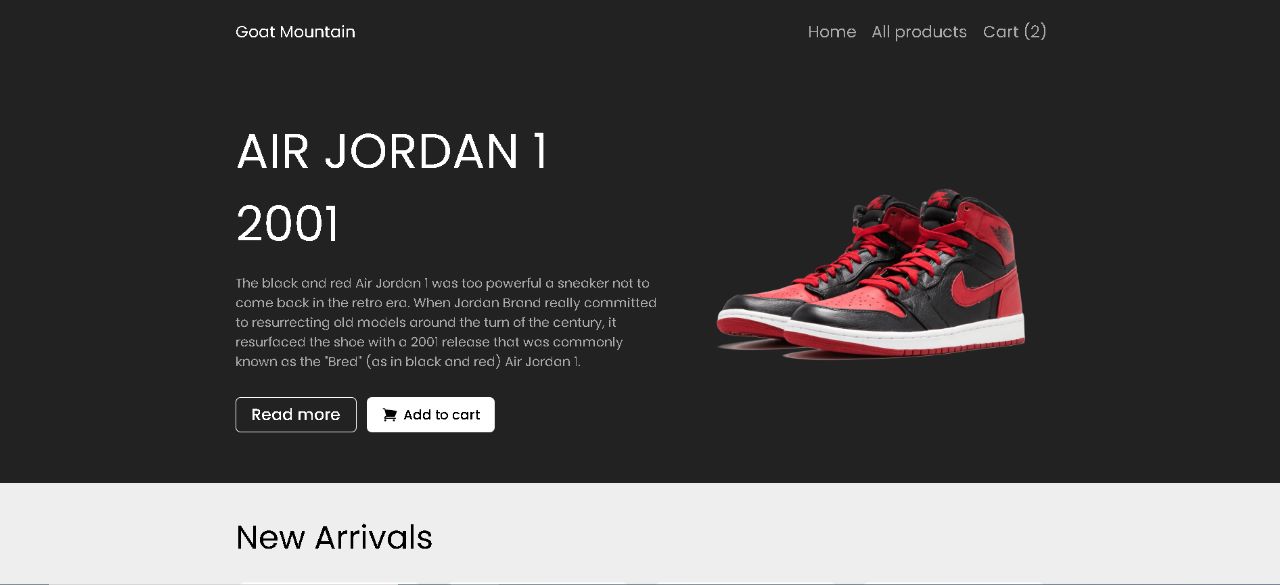 Goat Mountain
Home All products Cart (2)
AIR JORDAN 1
2001
The black and red Air Jordan 1 was too powerful a sneaker not to
come back in the retro era. When Jordan Brand really committed
to resurrecting old models around the turn of the century, it
resurfaced the shoe with a 2001 release that was commonly
known as the "Bred" (as in black and red) Air Jordan 1.
Read more
Add to cart
New Arrivals